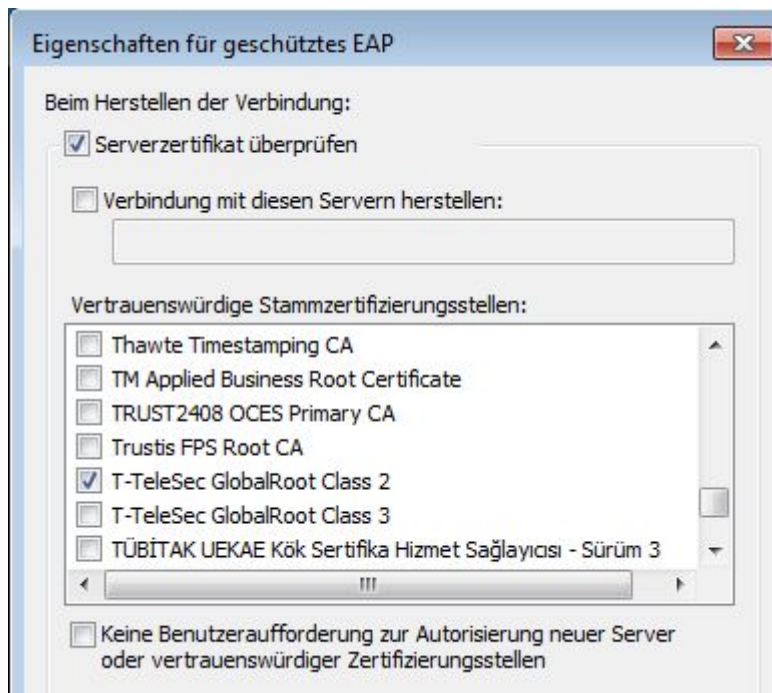 Eigenschaften für geschütztes EAP
Beim Herstellen der Verbindung:
Serverzertifikat überprüfen
Verbindung mit diesen Servern herstellen:
Vertrauenswürdige Stammzertifizierungsstellen:
Thawte Timestamping CA
TM Applied Business Root Certificate
TRUST2408 OCES Primary CA
Trustis FPS Root CA
T-TeleSec GlobalRoot Class 2
T-TeleSec GlobalRoot Class 3
TÜBİTAK UEKAE Kök Sertifika Hizmet Sağlayıcısı - Sürüm 3
Keine Benutzeraufforderung zur Autorisierung neuer Server
oder vertrauenswürdiger Zertifizierungsstellen